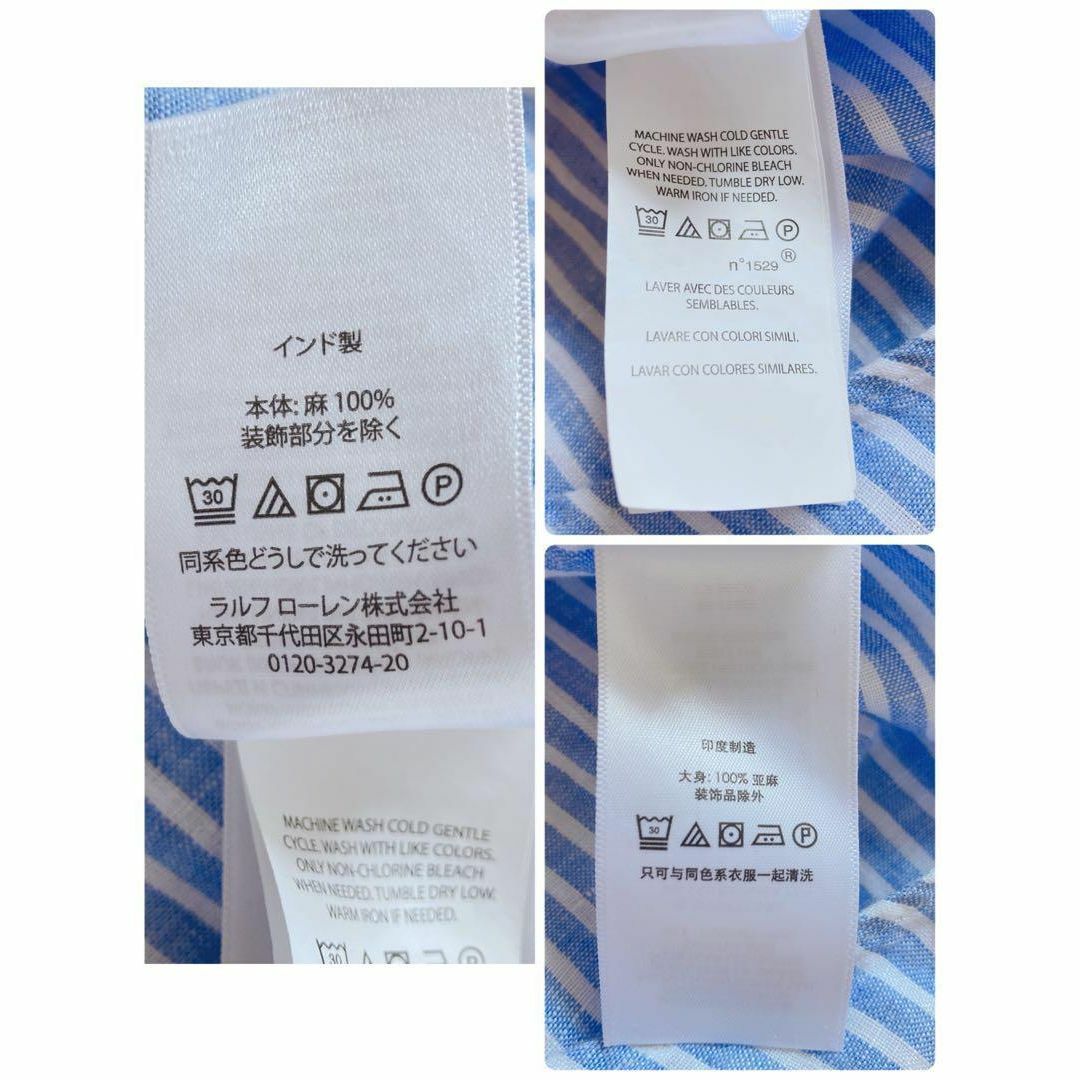 インド製
本体: 麻 100%
装飾部分を除く
30
P
同系色どうしで洗ってください
ラルフ ローレン株式会社
東京都千代田区永田町2-10-1
0120-3274-20
MACHINE WASH COLD GENTLE
CYCLE. WASH WITH LIKE COLORS.
ONLY NON-CHLORINE BLEACH
WHEN NEEDED. TUMBLE DRY LOW.
WARM IRON IF NEEDED.
30
MACHINE WASH COLD GENTLE
CYCLE. WASH WITH LIKE COLORS.
ONLY NON-CHLORINE BLEACH
WHEN NEEDED. TUMBLE DRY LOW.
WARM IRON IF NEEDED.
30
P
n°1529 ®
LAVER AVEC DES COULEURS
SEMBLABLES.
LAVARE CON COLORI SIMILI.
LAVAR CON COLORES SIMILARES.
印度制造
大身: 100% 亚麻
装饰品除外
30
P
只可与同色系衣服一起清洗